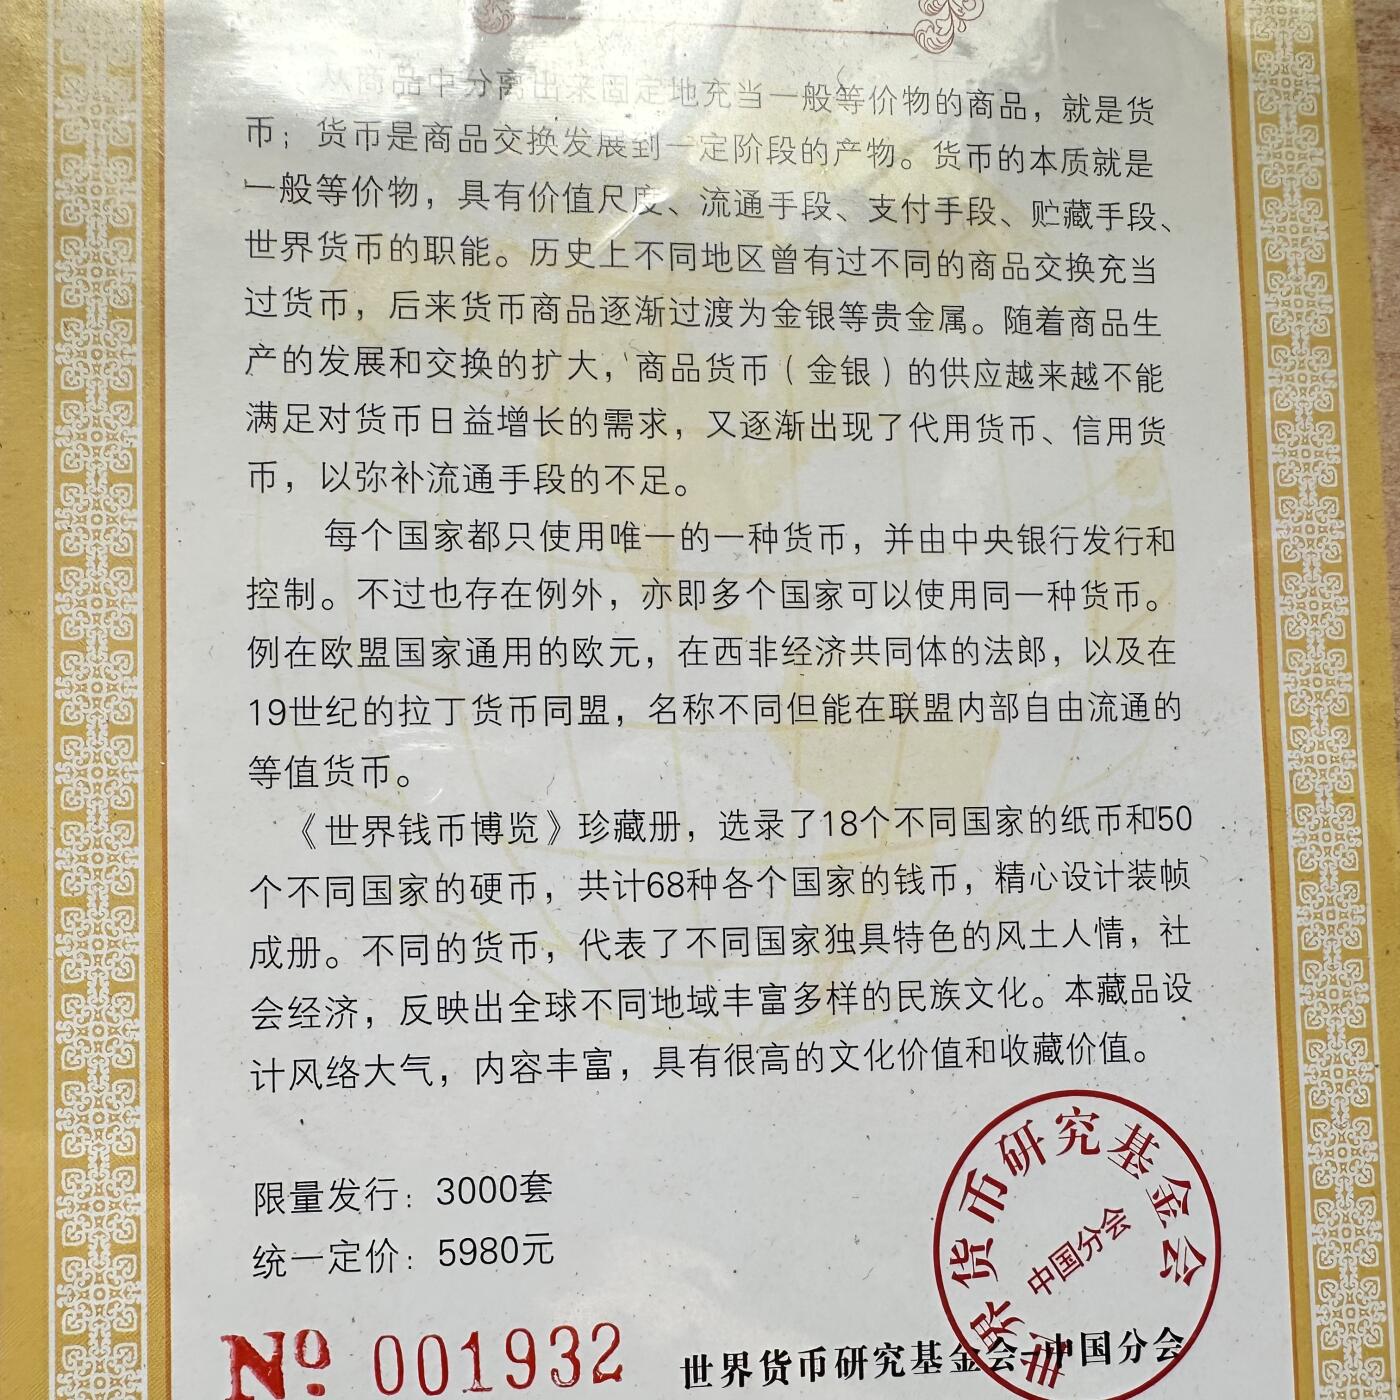 从商品中分离出来固定地充当一般等价物的商品，就是货
币；货币是商品交换发展到一定阶段的产物。货币的本质就是
一般等价物，具有价值尺度、流通手段、支付手段、贮藏手段、
世界货币的职能。历史上不同地区曾有过不同的商品交换充当
过货币，后来货币商品逐渐过渡为金银等贵金属。随着商品生
产的发展和交换的扩大，商品货币（金银）的供应越来越不能
满足对货币日益增长的需求，又逐渐出现了代用货币、信用货
币，以弥补流通手段的不足。
每个国家都只使用唯一的一种货币，并由中央银行发行和
控制。不过也存在例外，亦即多个国家可以使用同一种货币。
例在欧盟国家通用的欧元，在西非经济共同体的法郎，以及在
19世纪的拉丁货币同盟，名称不同但能在联盟内部自由流通的
等值货币。
《世界钱币博览》珍藏册，选录了18个不同国家的纸币和50
个不同国家的硬币，共计68种各个国家的钱币，精心设计装帧
成册。不同的货币，代表了不同国家独具特色的风土人情，社
会经济，反映出全球不同地域丰富多样的民族文化。本藏品设
计风络大气，内容丰富，具有很高的文化价值和收藏价值。
限量发行：3000套
统一定价：5980元
№ 001932
世界货币研究基金会-中国分会
世界货币研究基金会
中国分会